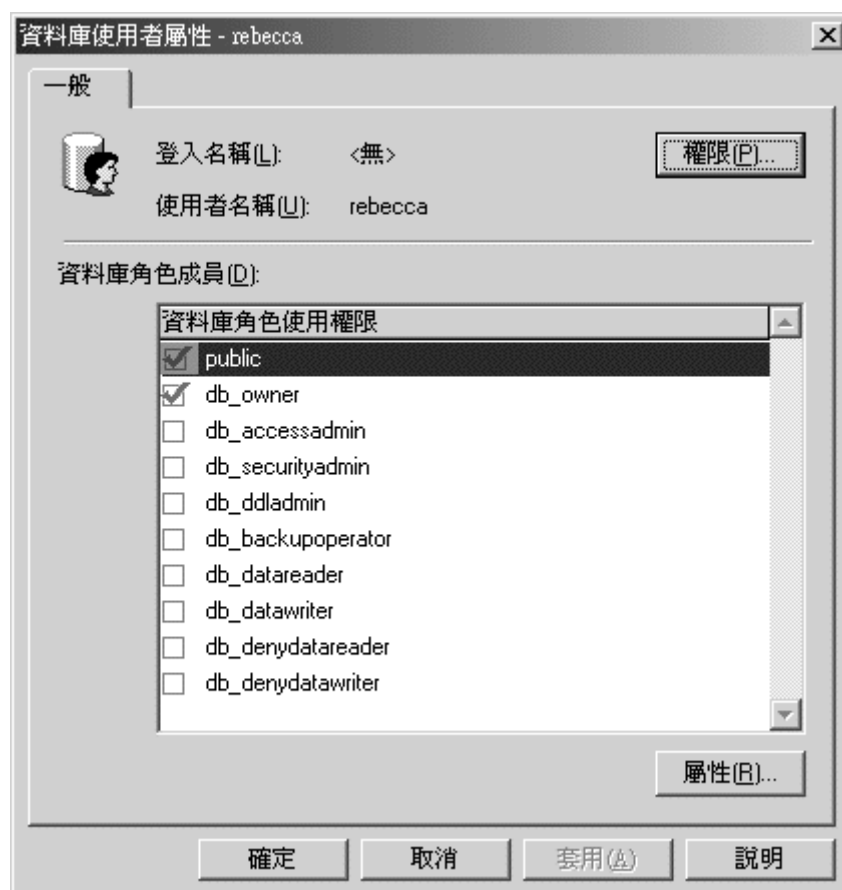 資料庫使用者屬性 - rebecca
一般
登入名稱(L): <無> 權限(P)...
使用者名稱(U): rebecca
資料庫角色成員(D):
資料庫角色使用權限
public
db_owner
db_accessadmin
db_securityadmin
db_ddladmin
db_backupoperator
db_datareader
db_datawriter
db_denydatareader
db_denydatawriter
屬性(R)...
確定 取消 套用(A) 說明